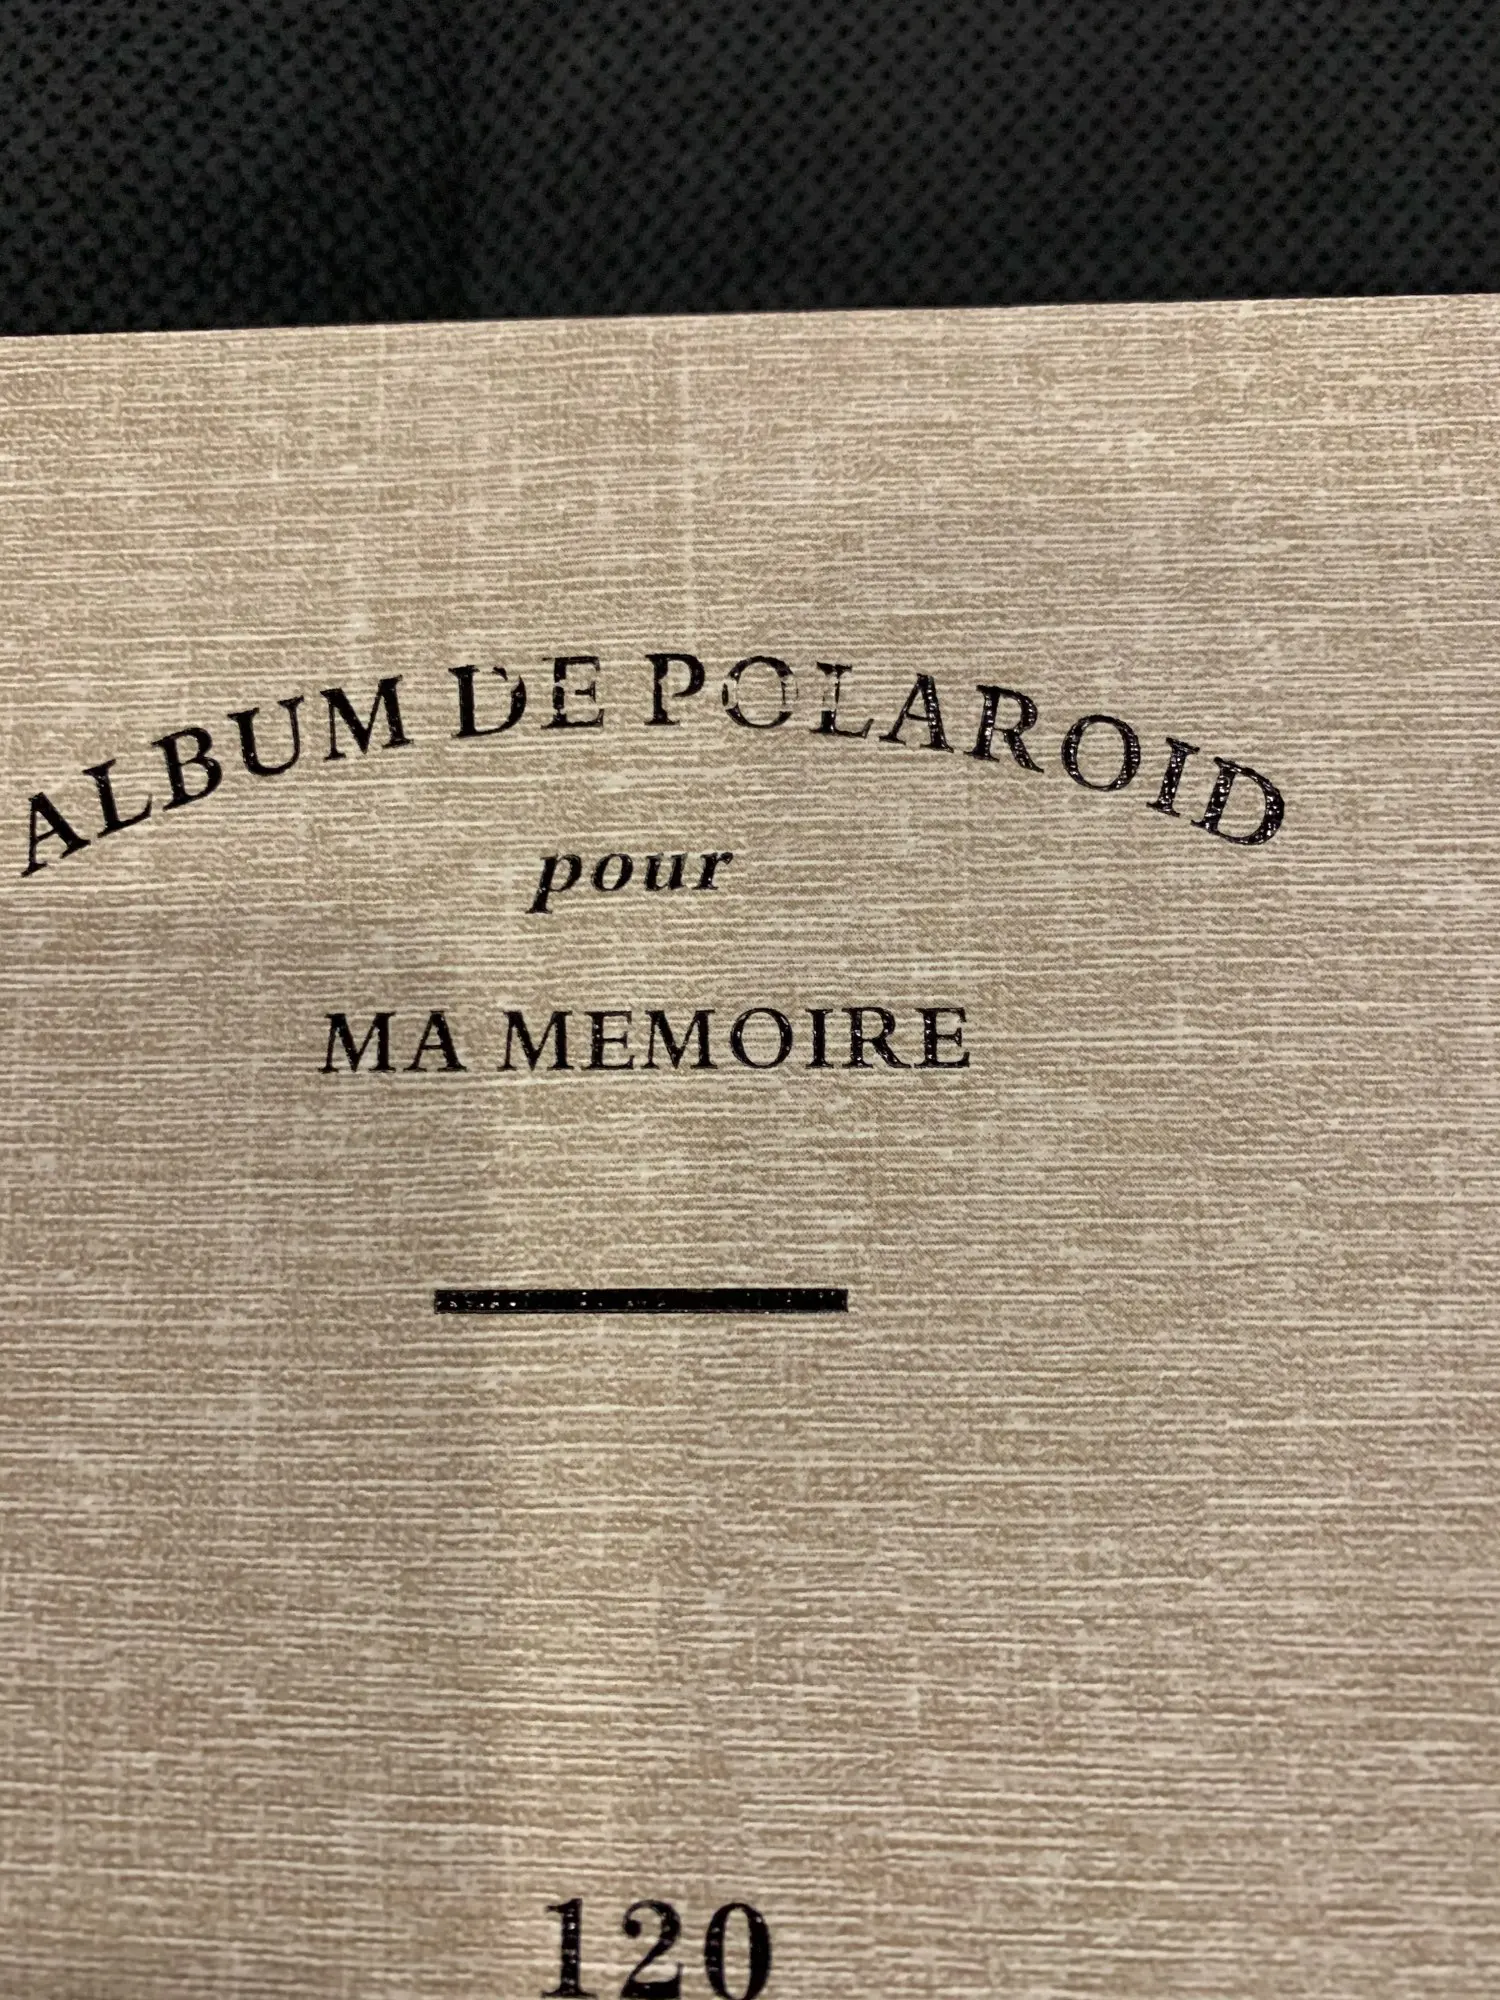 ALBUM DE POLAROID
pour
MA MEMOIRE
120